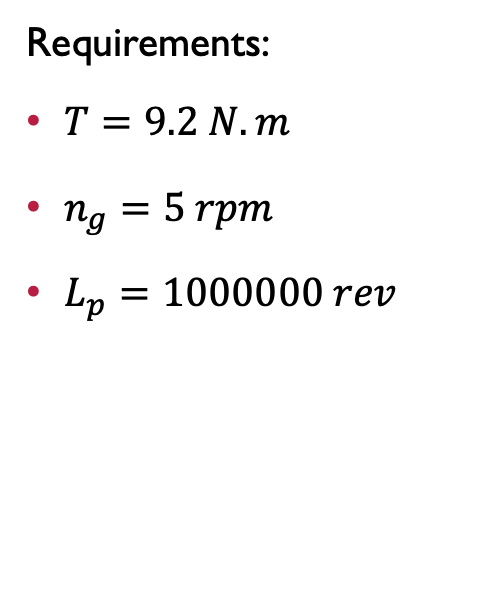 Requirements:
• T = 9.2 N.m
• n_g = 5 rpm
• L_p = 1000000 rev